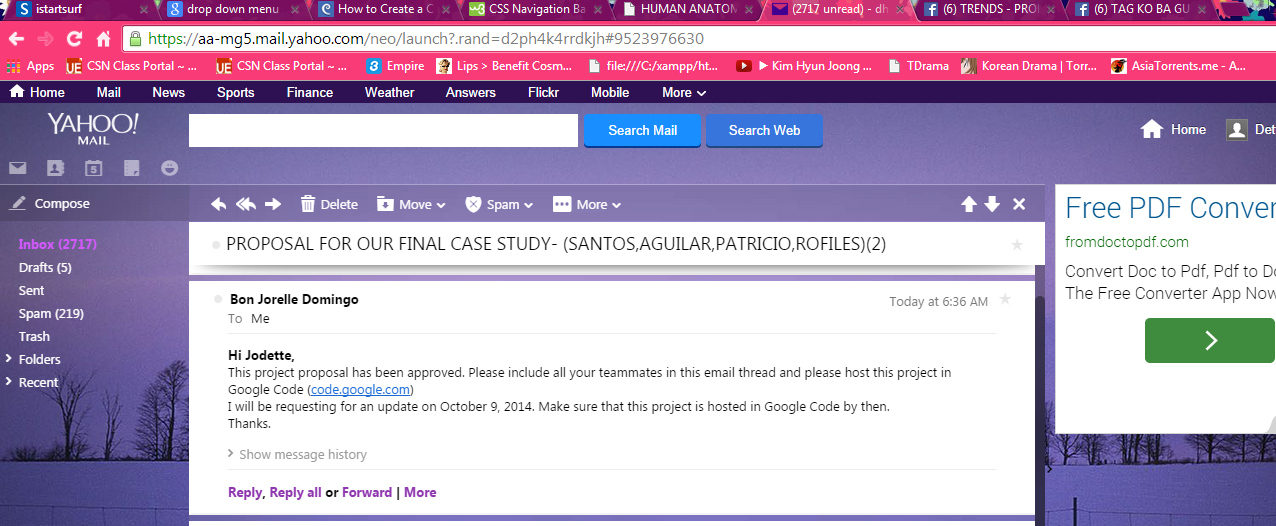 istartsurf drop down menu How to Create a C CSS Navigation Ba HUMAN ANATOM (2717 unread) - dh (6) TRENDS - PROI (6) TAG KO BA GU
https://aa-mg5.mail.yahoo.com/neo/launch?.rand=d2ph4k4rrdkjh#9523976630
Apps CSN Class Portal ~ ... CSN Class Portal ~ ... Empire Lips > Benefit Cosm... file:///C:/xampp/ht... ▶ Kim Hyun Joong ... TDrama Korean Drama | Torr... AsiaTorrents.me - A...
Home Mail News Sports Finance Weather Answers Flickr Mobile More
YAHOO! MAIL
Search Mail Search Web Home Det
Compose Delete Move Spam More
Free PDF Conver
fromdoctopdf.com
Convert Doc to Pdf, Pdf to Do
The Free Converter App Now
Inbox (2717)
Drafts (5)
Sent
Spam (219)
Trash
Folders
Recent
PROPOSAL FOR OUR FINAL CASE STUDY- (SANTOS,AGUILAR,PATRICIO,ROFILES)(2)
Bon Jorelle Domingo Today at 6:36 AM
To Me
Hi Jodette,
This project proposal has been approved. Please include all your teammates in this email thread and please host this project in
Google Code (code.google.com)
I will be requesting for an update on October 9, 2014. Make sure that this project is hosted in Google Code by then.
Thanks.
Show message history
Reply, Reply all or Forward | More